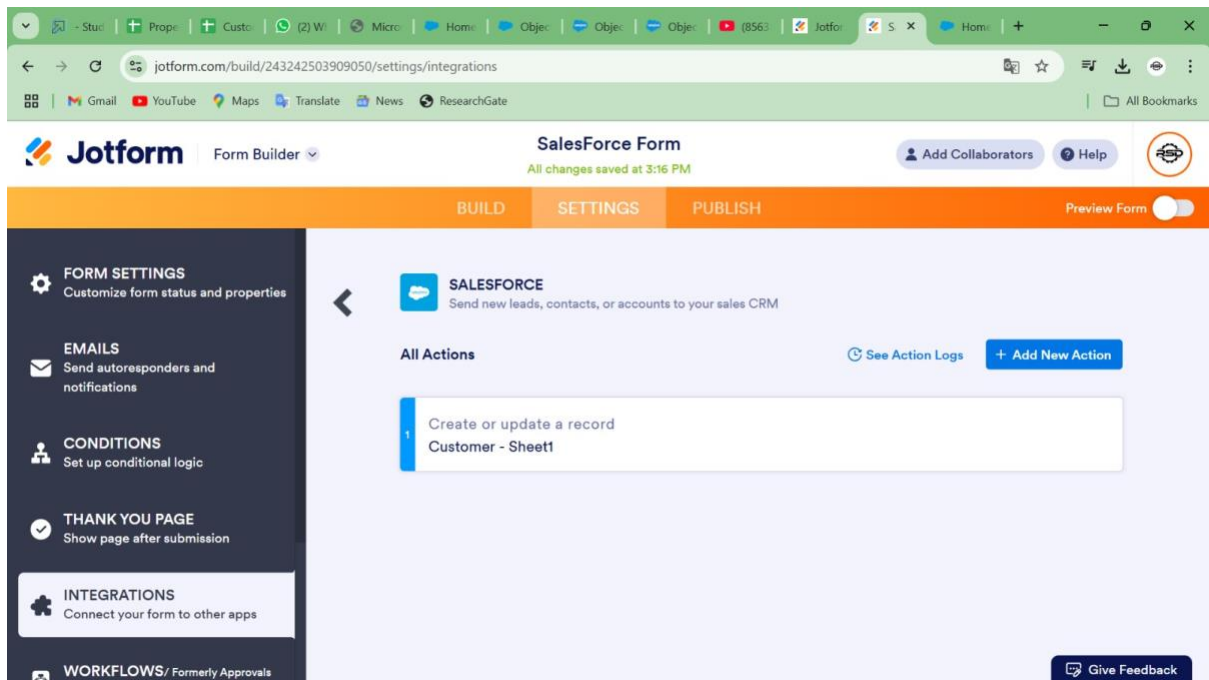 - Stud
Prope
Custo
(2) W
Micro
Home
Objec
Objec
Objec
(8563
Jotfor
S
Home
jotform.com/build/243242503909050/settings/integrations
Gmail
YouTube
Maps
Translate
News
ResearchGate
All Bookmarks
Jotform
Form Builder
SalesForce Form
All changes saved at 3:16 PM
Add Collaborators
Help
RSP
BUILD
SETTINGS
PUBLISH
Preview Form
FORM SETTINGS
Customize form status and properties
EMAILS
Send autoresponders and
notifications
CONDITIONS
Set up conditional logic
THANK YOU PAGE
Show page after submission
INTEGRATIONS
Connect your form to other apps
WORKFLOWS/ Formerly Approvals
SALESFORCE
Send new leads, contacts, or accounts to your sales CRM
All Actions
See Action Logs
+ Add New Action
1
Create or update a record
Customer - Sheet1
Give Feedback